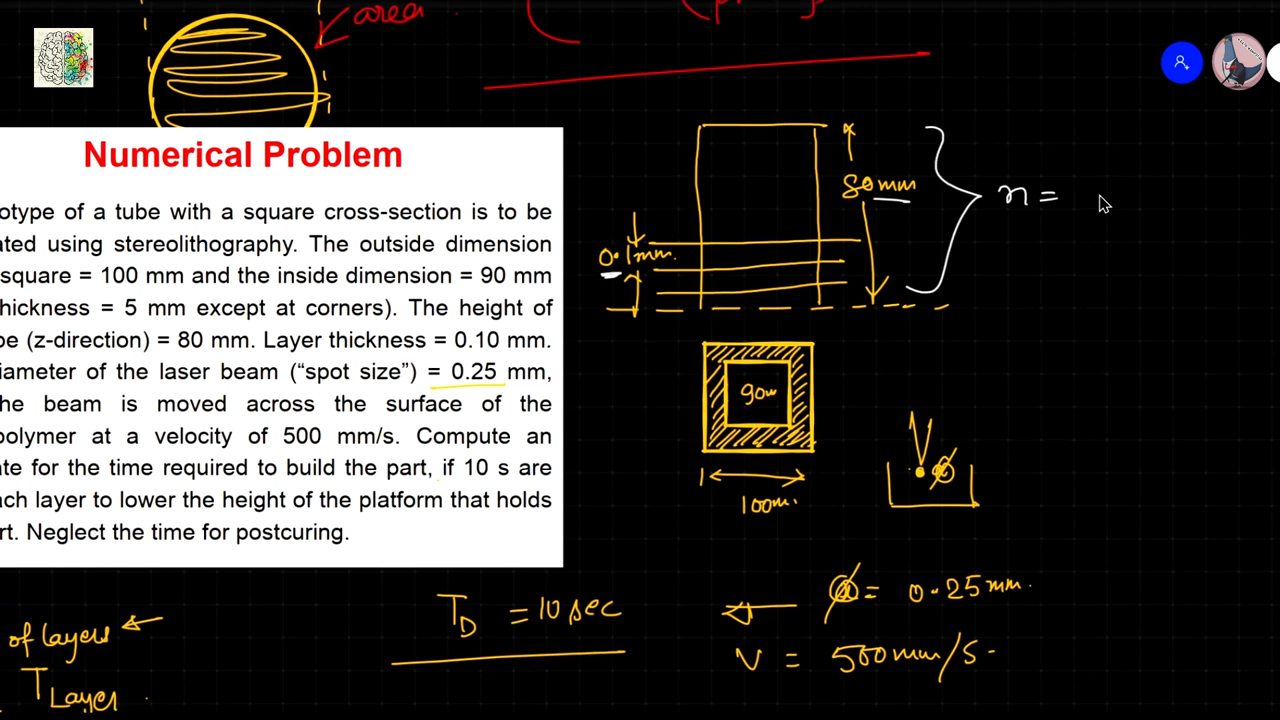 area
Numerical Problem
otype of a tube with a square cross-section is to be
ated using stereolithography. The outside dimension
square = 100 mm and the inside dimension = 90 mm
hickness = 5 mm except at corners). The height of
be (z-direction) = 80 mm. Layer thickness = 0.10 mm.
iameter of the laser beam (“spot size”) = 0.25 mm,
he beam is moved across the surface of the
polymer at a velocity of 500 mm/s. Compute an
ate for the time required to build the part, if 10 s are
ach layer to lower the height of the platform that holds
rt. Neglect the time for postcuring.
80 mm
n =
0.1mm.
90m
100m.
T_D = 10 sec
= 0.25 mm.
V = 500 mm/s.
of layers
T_Layer